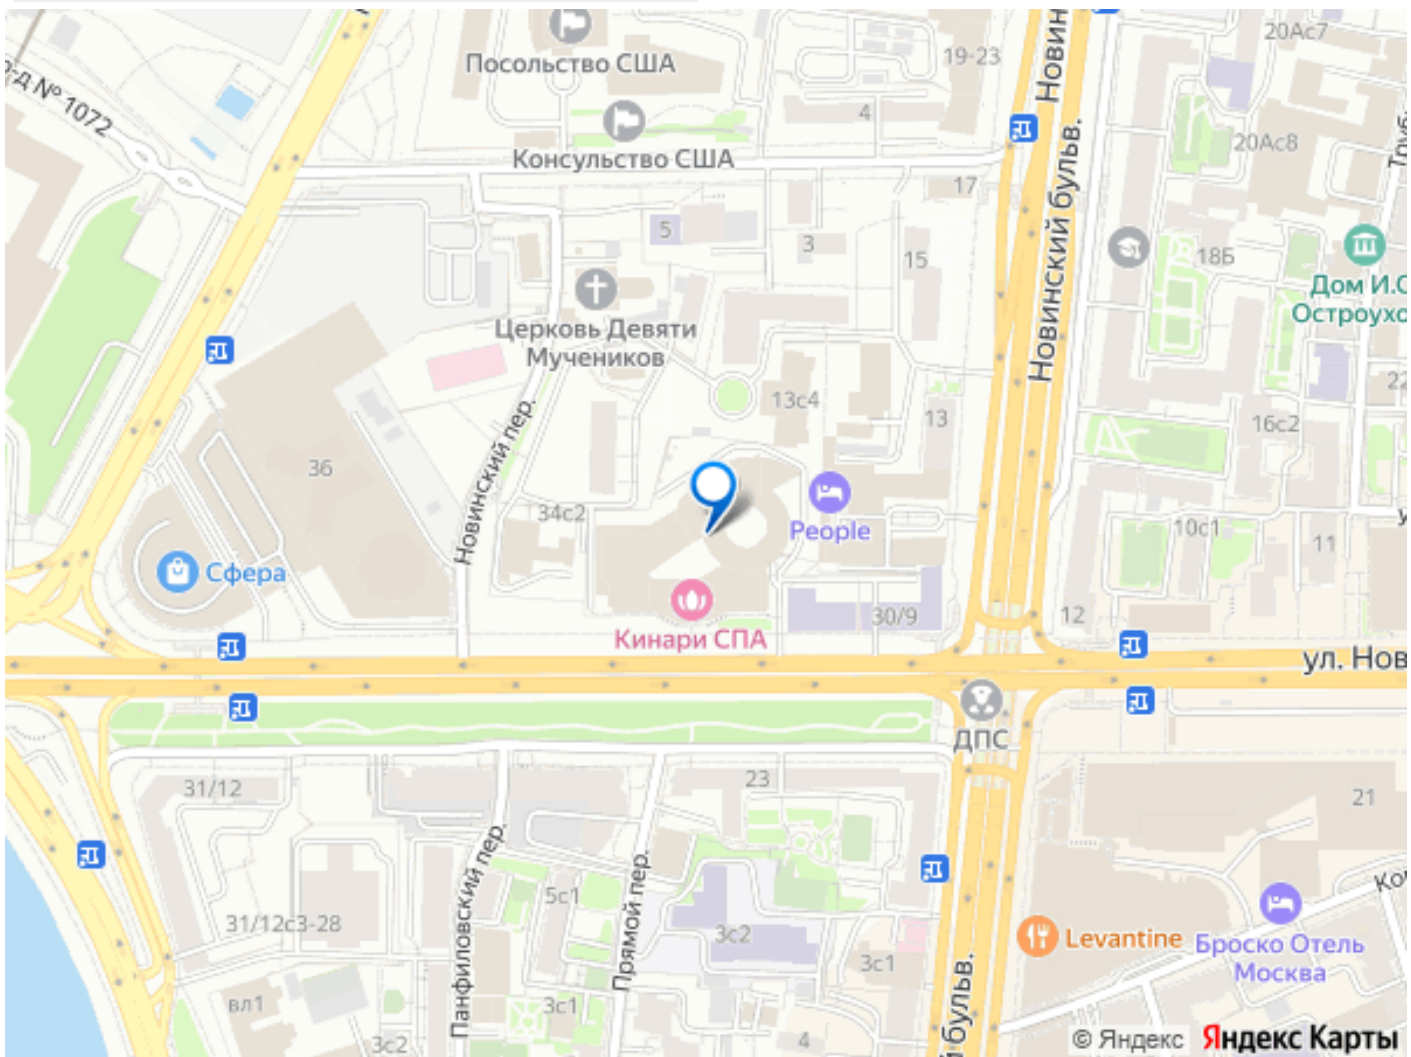 Посольство США
19-23
20Ас7
Новин
№ 1072
4
Консульство США
20Ас8
17
Новинский бульв.
5
3
15
18Б
Дом И.С
Остроухо
Церковь Девяти
Мучеников
13с4
13
22
16с2
36
Новинский пер.
34с2
People
10с1
11
Сфера
30/9
12
Кинари СПА
ул. Нов
ДПС
31/12
23
21
Панфиловский пер.
5с1
Прямой пер.
31/12с3-28
3с2
3с1
Levantine
Броско Отель
Москва
вл1
3с1
3с2
4
бульв.
© Яндекс Яндекс Карты